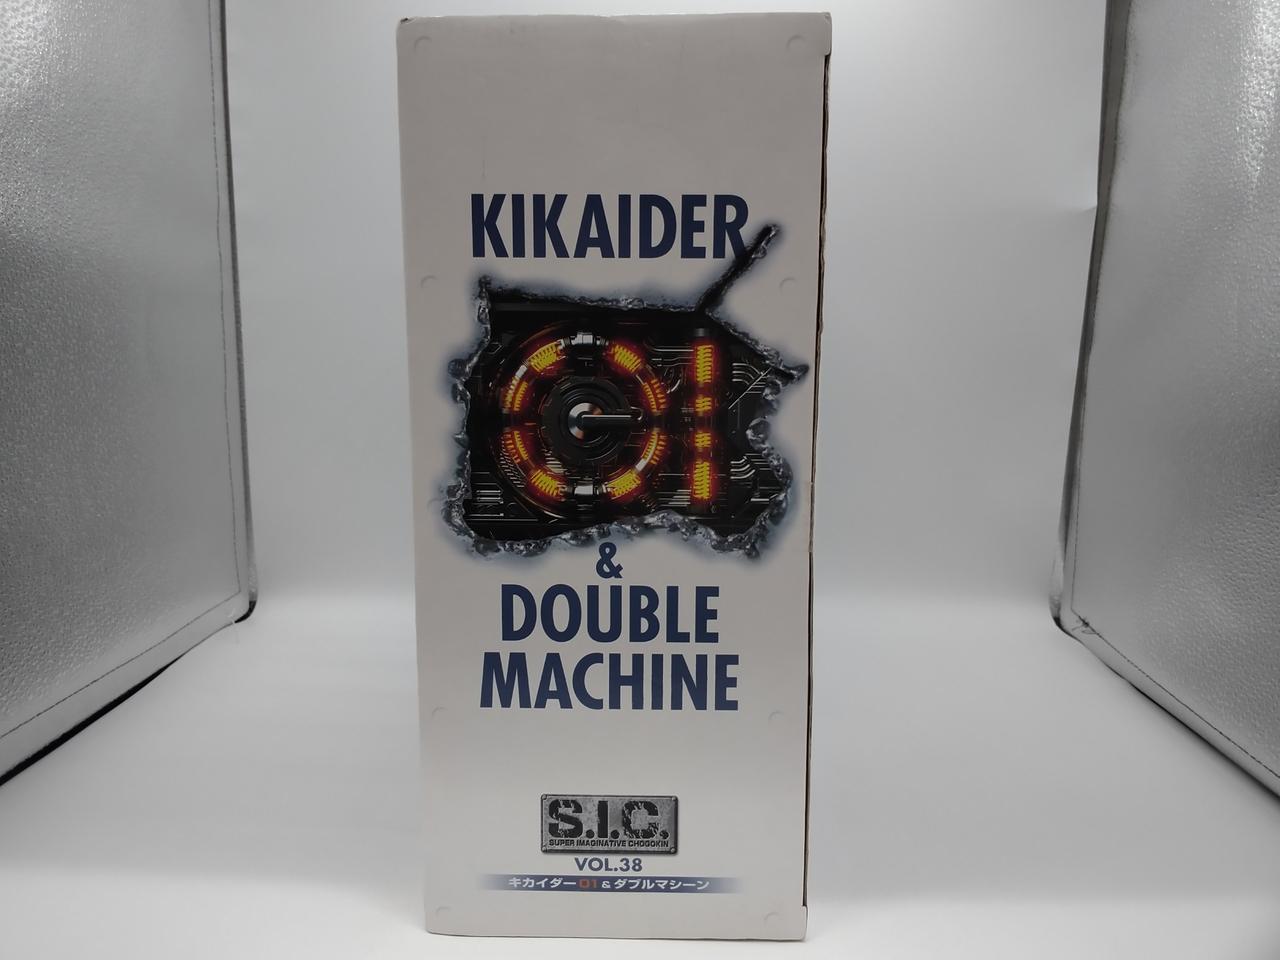 KIKAIDER
01
&
DOUBLE
MACHINE
S.I.C.
SUPER IMAGINATIVE CHOGOKIN
VOL.38
キカイダー01&ダブルマシーン